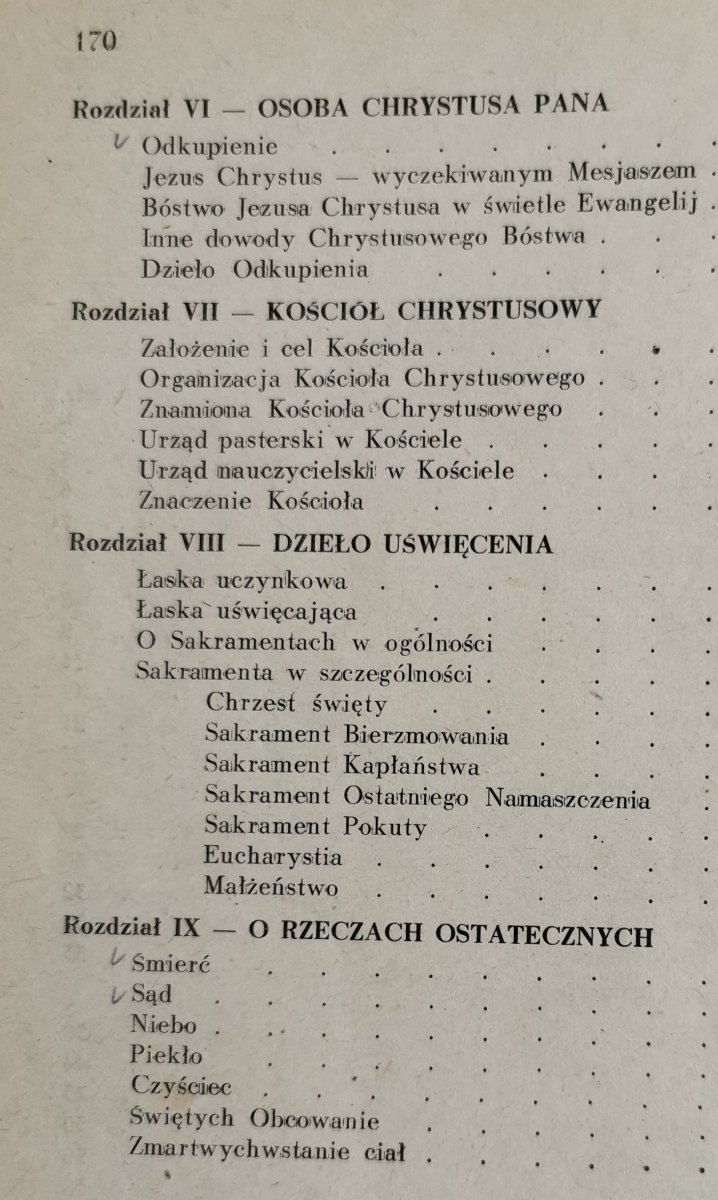 170
Rozdział VI — OSOBA CHRYSTUSA PANA
Odkupienie . . . . . . . .
Jezus Chrystus — wyczekiwanym Mesjaszem .
Bóstwo Jezusa Chrystusa w świetle Ewangelij .
Inne dowody Chrystusowego Bóstwa . . .
Dzieło Odkupienia . . . . . .
Rozdział VII — KOŚCIÓŁ CHRYSTUSOWY
Założenie i cel Kościoła . . . . . .
Organizacja Kościoła Chrystusowego . . .
Znamiona Kościoła Chrystusowego . . .
Urząd pasterski w Kościele . . . . .
Urząd nauczycielski w Kościele . . . .
Znaczenie Kościoła . . . . . .
Rozdział VIII — DZIEŁO UŚWIĘCENIA
Łaska uczynkowa . . . . . . .
Łaska uświęcająca . . . . . .
O Sakramentach w ogólności . . . .
Sakramenta w szczególności . . . . .
Chrzest święty . . . . . .
Sakrament Bierzmowania . . . .
Sakrament Kapłaństwa . . . .
Sakrament Ostatniego Namaszczenia .
Sakrament Pokuty . . . . .
Eucharystia . . . . . . .
Małżeństwo . . . . . . .
Rozdział IX — O RZECZACH OSTATECZNYCH
Śmierć . . . . . . . . .
Sąd . . . . . . . . . .
Niebo . . . . . . . . . .
Piekło . . . . . . . . .
Czyściec . . . . . . . . .
Świętych Obcowanie . . . . . .
Zmartwychwstanie ciał . . . . . .